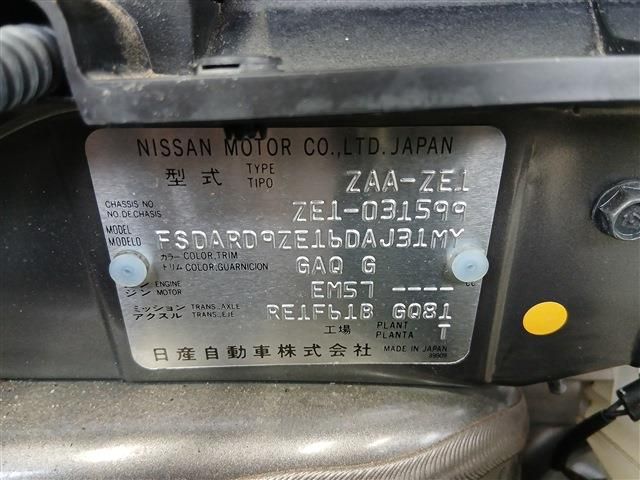 NISSAN MOTOR CO.,LTD. JAPAN
型式 TYPE TIPO ZAA-ZE1
CHASSIS NO NO.DE CHASIS ZE1-031599
MODEL MODELO FSDARD9ZE16DAJ31MY
カラー COLOR,TRIM トリム COLOR,GUARNICION GAQ G
ジン ENGINE MOTOR EM57 ---- cc
ミッション TRANS.,AXLE アクスル TRANS.,EJE RE1F61B GQ81
工場 PLANT PLANTA T
日産自動車株式会社 MADE IN JAPAN